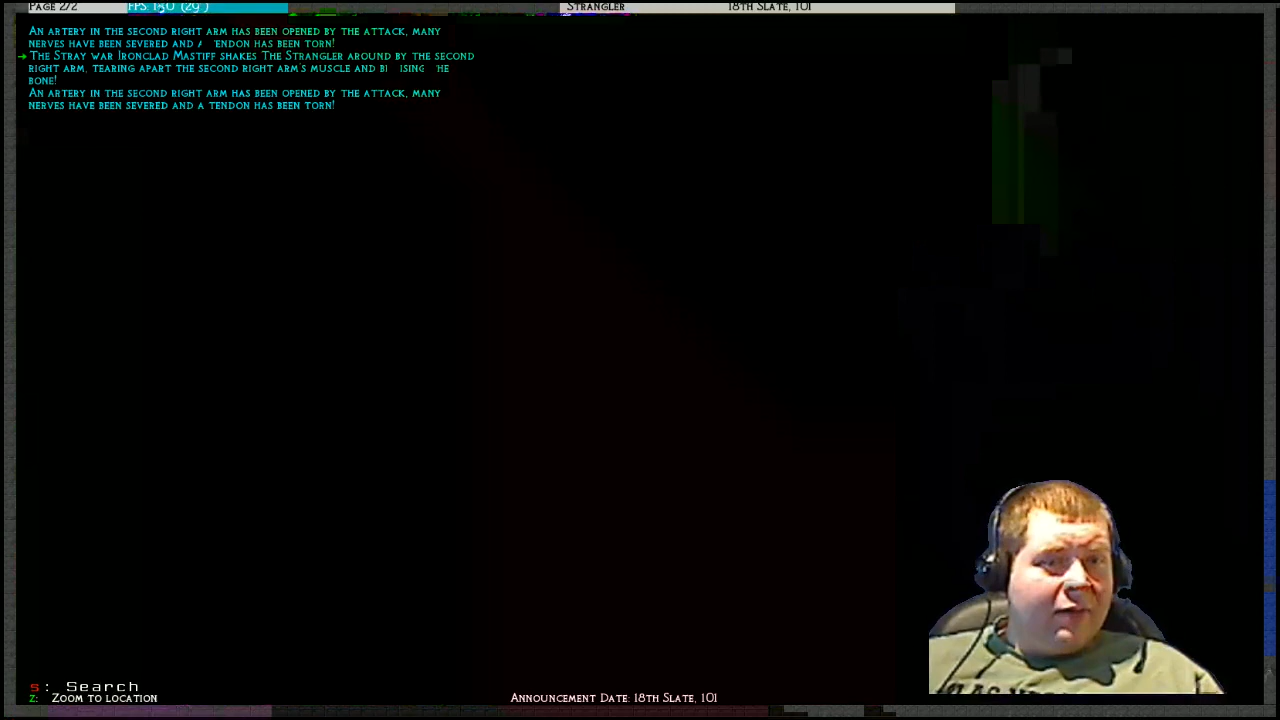 Page 2/2 FPS: 130 (29) Strangler 18th Slate, 101
An artery in the second right arm has been opened by the attack, many
nerves have been severed and a tendon has been torn!
The Stray war Ironclad Mastiff shakes The Strangler around by the second
right arm, tearing apart the second right arm's muscle and
bone!
An artery in the second right arm has been opened by the attack, many
nerves have been severed and a tendon has been torn!
s: Search
z: Zoom to location
Announcement Date: 18th Slate, 101